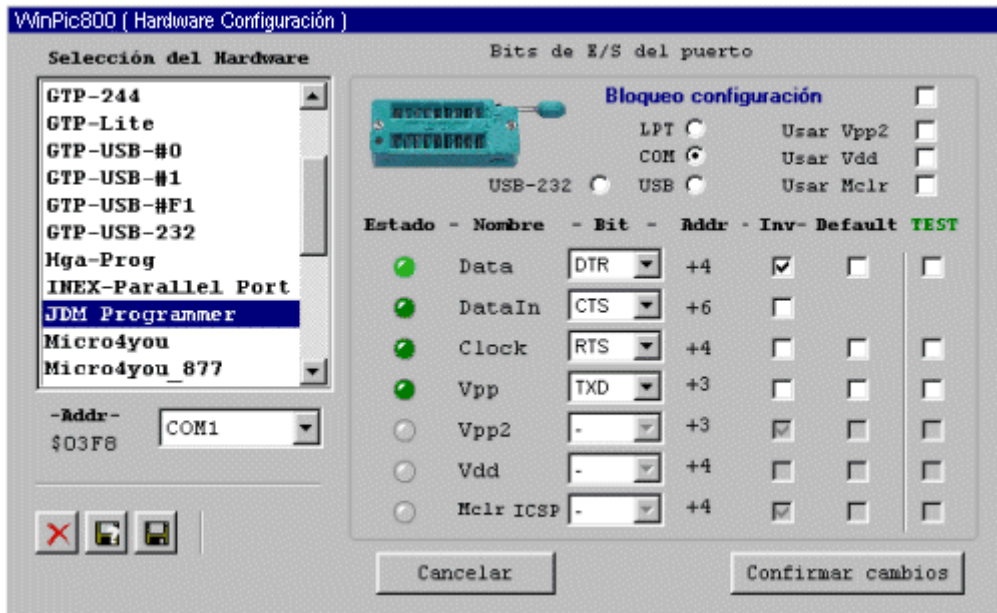 WinPic800 ( Hardware Configuración )
Selección del Hardware
GTP-244
GTP-Lite
GTP-USB-#0
GTP-USB-#1
GTP-USB-#F1
GTP-USB-232
Hga-Prog
INEX-Parallel Port
JDM Programmer
Micro4you
Micro4you_877
-Addr-
$03F8
COM1
Bits de E/S del puerto
Bloqueo configuración
LPT Usar Vpp2
COM Usar Vdd
USB-232 USB Usar Mclr
Estado - Nombre - Bit - Addr - Inv- Default TEST
Data DTR +4
DataIn CTS +6
Clock RTS +4
Vpp TXD +3
Vpp2 - +3
Vdd - +4
Mclr ICSP - +4
Cancelar
Confirmar cambios